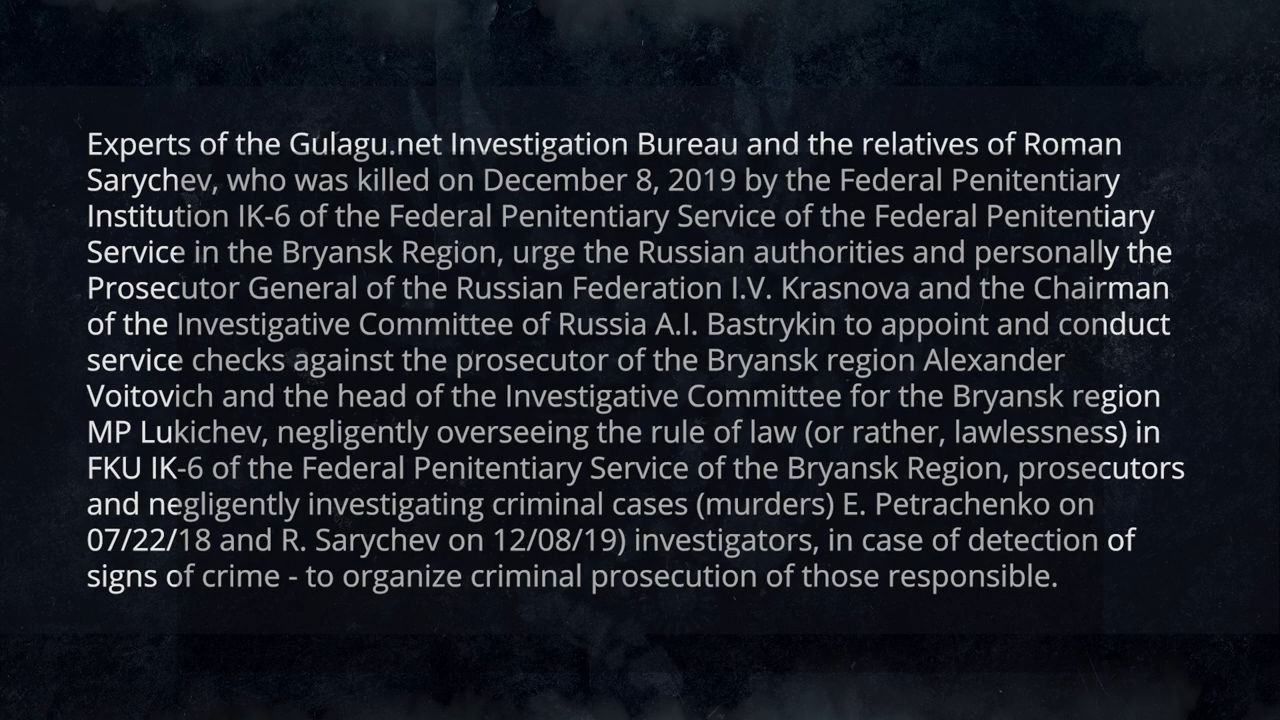 Experts of the Gulagu.net Investigation Bureau and the relatives of Roman
Sarychev, who was killed on December 8, 2019 by the Federal Penitentiary
Institution IK-6 of the Federal Penitentiary Service of the Federal Penitentiary
Service in the Bryansk Region, urge the Russian authorities and personally the
Prosecutor General of the Russian Federation I.V. Krasnova and the Chairman
of the Investigative Committee of Russia A.I. Bastrykin to appoint and conduct
service checks against the prosecutor of the Bryansk region Alexander
Voitovich and the head of the Investigative Committee for the Bryansk region
MP Lukichev, negligently overseeing the rule of law (or rather, lawlessness) in
FKU IK-6 of the Federal Penitentiary Service of the Bryansk Region, prosecutors
and negligently investigating criminal cases (murders) E. Petrachenko on
07/22/18 and R. Sarychev on 12/08/19) investigators, in case of detection of
signs of crime - to organize criminal prosecution of those responsible.